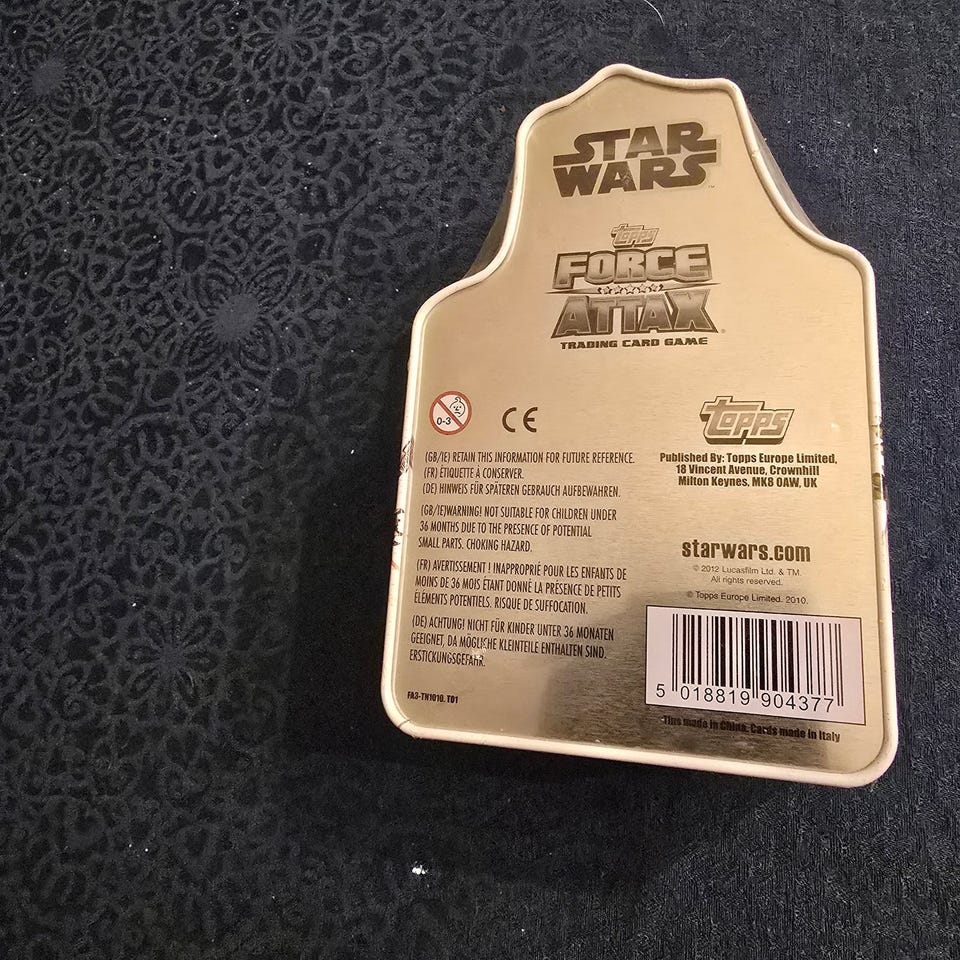 STAR
WARS
TOPPS
FORCE
ATTAX
TRADING CARD GAME
0-3
CE
(GB/IE) RETAIN THIS INFORMATION FOR FUTURE REFERENCE.
(FR) ÉTIQUETTE À CONSERVER.
(DE) HINWEIS FÜR SPÄTEREN GEBRAUCH AUFBEWAHREN.
(GB/IE)WARNING! NOT SUITABLE FOR CHILDREN UNDER
36 MONTHS DUE TO THE PRESENCE OF POTENTIAL
SMALL PARTS. CHOKING HAZARD.
(FR) AVERTISSEMENT ! INAPPROPRIÉ POUR LES ENFANTS DE
MOINS DE 36 MOIS ÉTANT DONNÉ LA PRÉSENCE DE PETITS
ÉLÉMENTS POTENTIELS. RISQUE DE SUFFOCATION.
(DE) ACHTUNG! NICHT FÜR KINDER UNTER 36 MONATEN
GEEIGNET, DA MÖGLICHE KLEINTEILE ENTHALTEN SIND.
ERSTICKUNGSGEFAHR.
FA3-TN1010. T01
TOPPS
Published By: Topps Europe Limited,
18 Vincent Avenue, Crownhill
Milton Keynes, MK8 0AW, UK
starwars.com
© 2012 Lucasfilm Ltd. & TM.
All rights reserved.
© Topps Europe Limited. 2010.
5 018819 904377
Tins made in China. Cards made in Italy